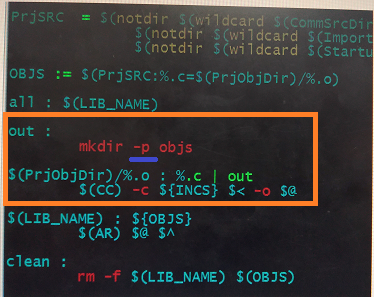 PrjSRC = $(notdir $(wildcard $(CommSrcDir
$(notdir $(wildcard $(Import
$(notdir $(wildcard $(Startu
OBJS := $(PrjSRC:%.c=$(PrjObjDir)/%.o)
all : $(LIB_NAME)
out :
mkdir -p objs
$(PrjObjDir)/%.o : %.c | out
$(CC) -c ${INCS} $< -o $@
$(LIB_NAME) : ${OBJS}
$(AR) $@ $^
clean :
rm -f $(LIB_NAME) $(OBJS)